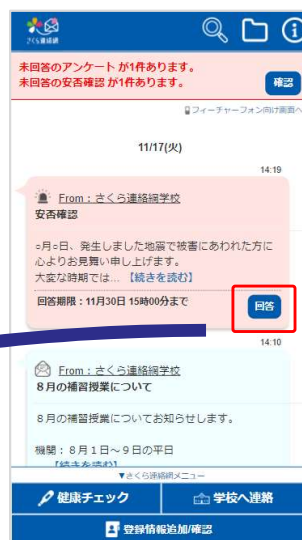 さくら連絡網
未回答のアンケート が1件あります。
未回答の安否確認 が1件あります。
確認
フィーチャーフォン向け画面へ
11/17(火)
14:19
From：さくら連絡網学校
安否確認
○月○日、発生しました地震で被害にあわれた方に
心よりお見舞い申し上げます。
大変な時期では… 【続きを読む】
回答期限：11月30日 15時00分まで
回答
14:10
From：さくら連絡網学校
８月の補習授業について
８月の補習授業についてお知らせします。
機関：８月１日～９日の平日
【続きを読む】
▼さくら連絡網メニュー
健康チェック
学校へ連絡
登録情報追加/確認